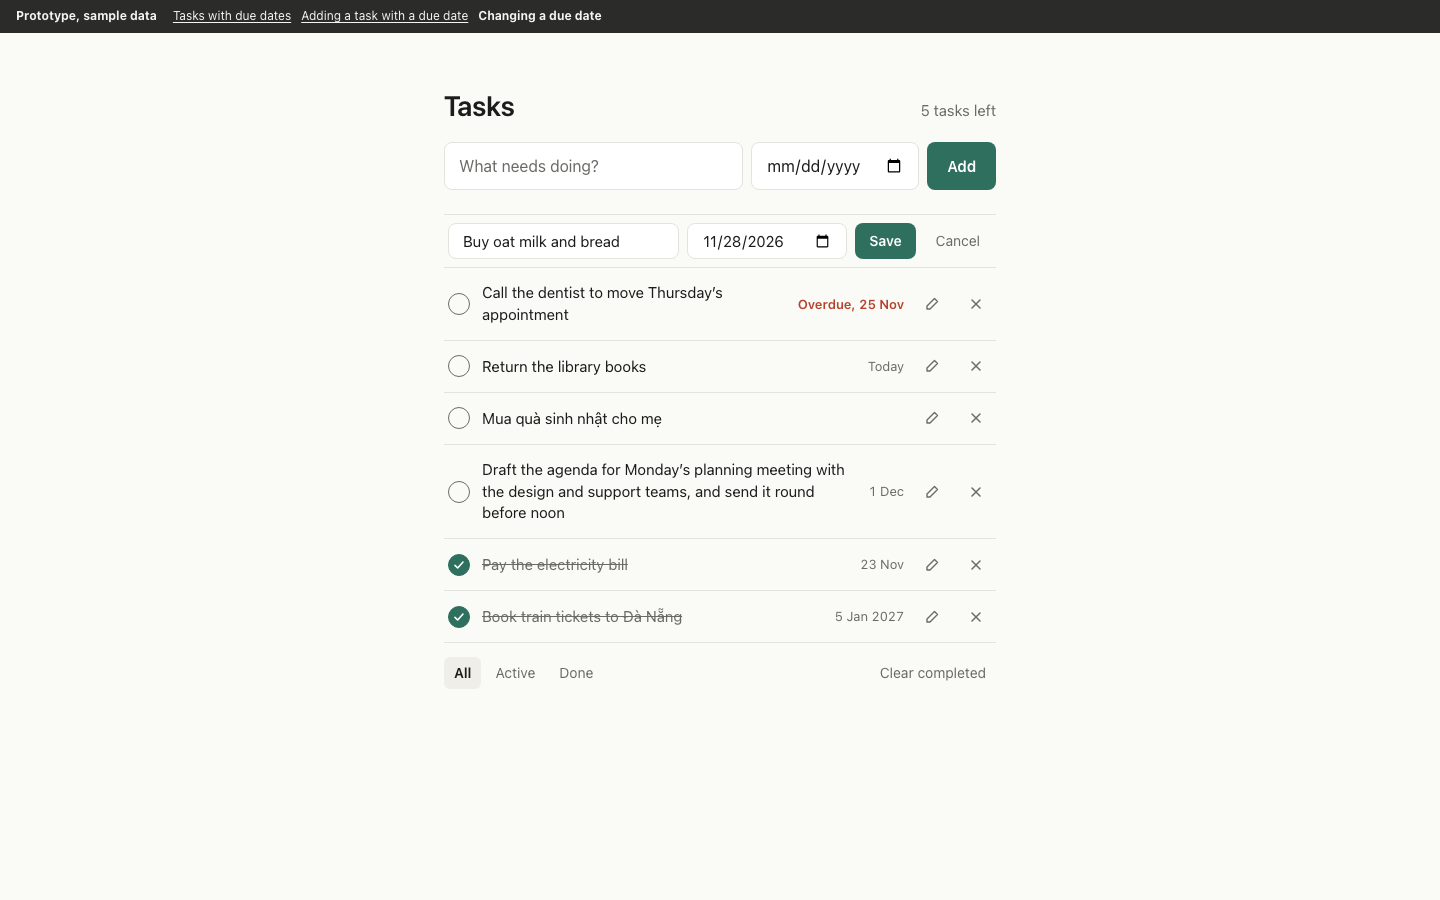 Prototype, sample data Tasks with due dates Adding a task with a due date Changing a due date
Tasks
5 tasks left
What needs doing? mm/dd/yyyy Add
Buy oat milk and bread 11/28/2026 Save Cancel
Call the dentist to move Thursday’s
appointment
Overdue, 25 Nov
Return the library books Today
Mua quà sinh nhật cho mẹ
Draft the agenda for Monday’s planning meeting with
the design and support teams, and send it round
before noon
1 Dec
Pay the electricity bill 23 Nov
Book train tickets to Đà Nẵng 5 Jan 2027
All Active Done Clear completed